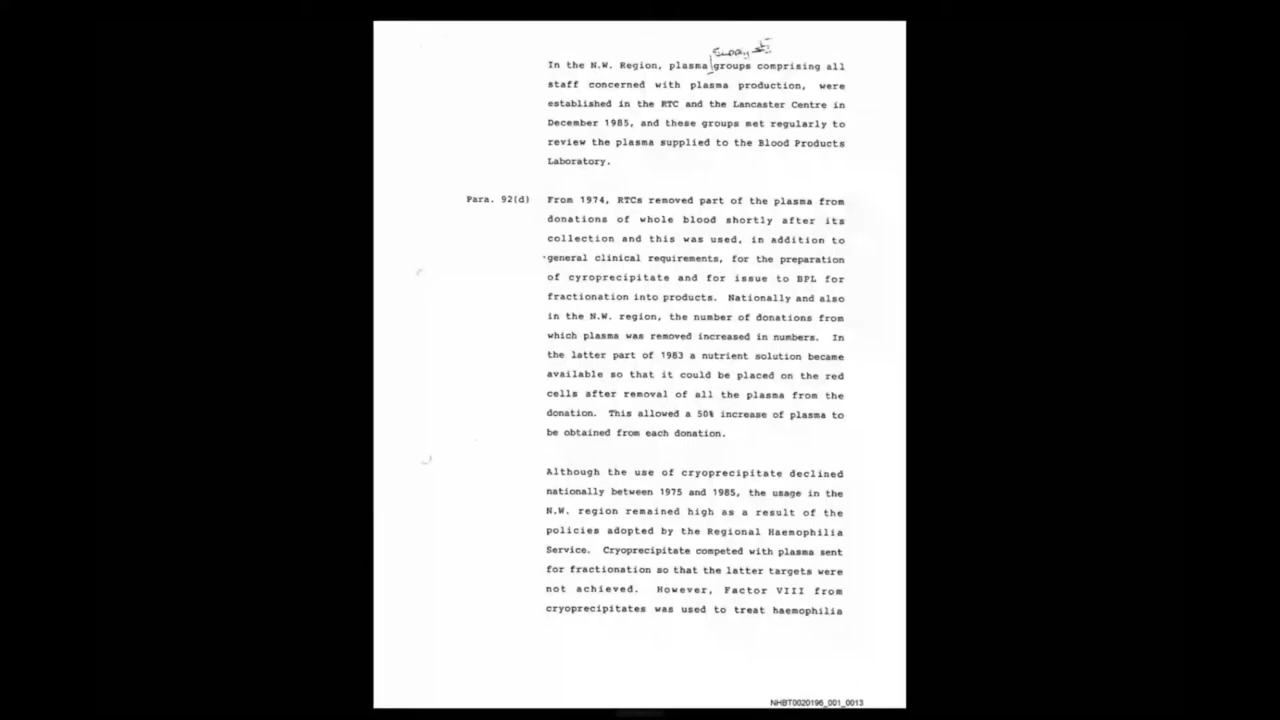 Supply
In the N.W. Region, plasma groups comprising all
staff concerned with plasma production, were
established in the RTC and the Lancaster Centre in
December 1985, and these groups met regularly to
review the plasma supplied to the Blood Products
Laboratory.
Para. 92(d) From 1974, RTCs removed part of the plasma from
donations of whole blood shortly after its
collection and this was used, in addition to
general clinical requirements, for the preparation
of cyroprecipitate and for issue to BPL for
fractionation into products. Nationally and also
in the N.W. region, the number of donations from
which plasma was removed increased in numbers. In
the latter part of 1983 a nutrient solution became
available so that it could be placed on the red
cells after removal of all the plasma from the
donation. This allowed a 50% increase of plasma to
be obtained from each donation.
Although the use of cryoprecipitate declined
nationally between 1975 and 1985, the usage in the
N.W. region remained high as a result of the
policies adopted by the Regional Haemophilia
Service. Cryoprecipitate competed with plasma sent
for fractionation so that the latter targets were
not achieved. However, Factor VIII from
cryoprecipitates was used to treat haemophilia
NHBT0020196_001_0013